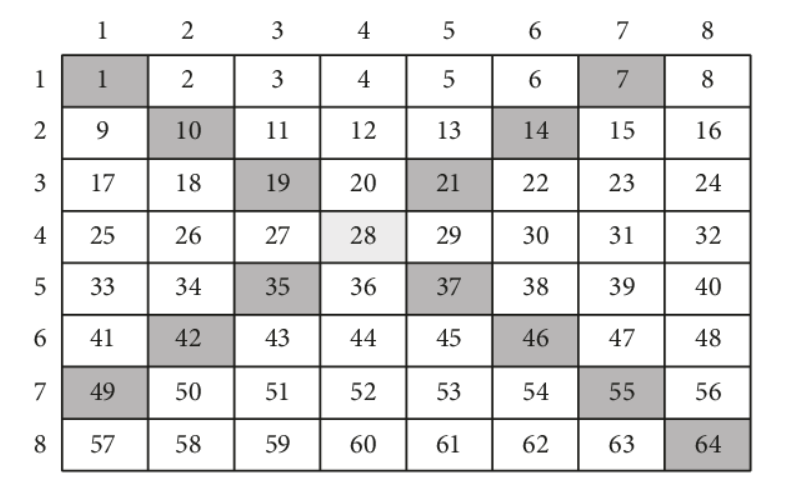 1 2 3 4 5 6 7 8
1 1 2 3 4 5 6 7 8
2 9 10 11 12 13 14 15 16
3 17 18 19 20 21 22 23 24
4 25 26 27 28 29 30 31 32
5 33 34 35 36 37 38 39 40
6 41 42 43 44 45 46 47 48
7 49 50 51 52 53 54 55 56
8 57 58 59 60 61 62 63 64